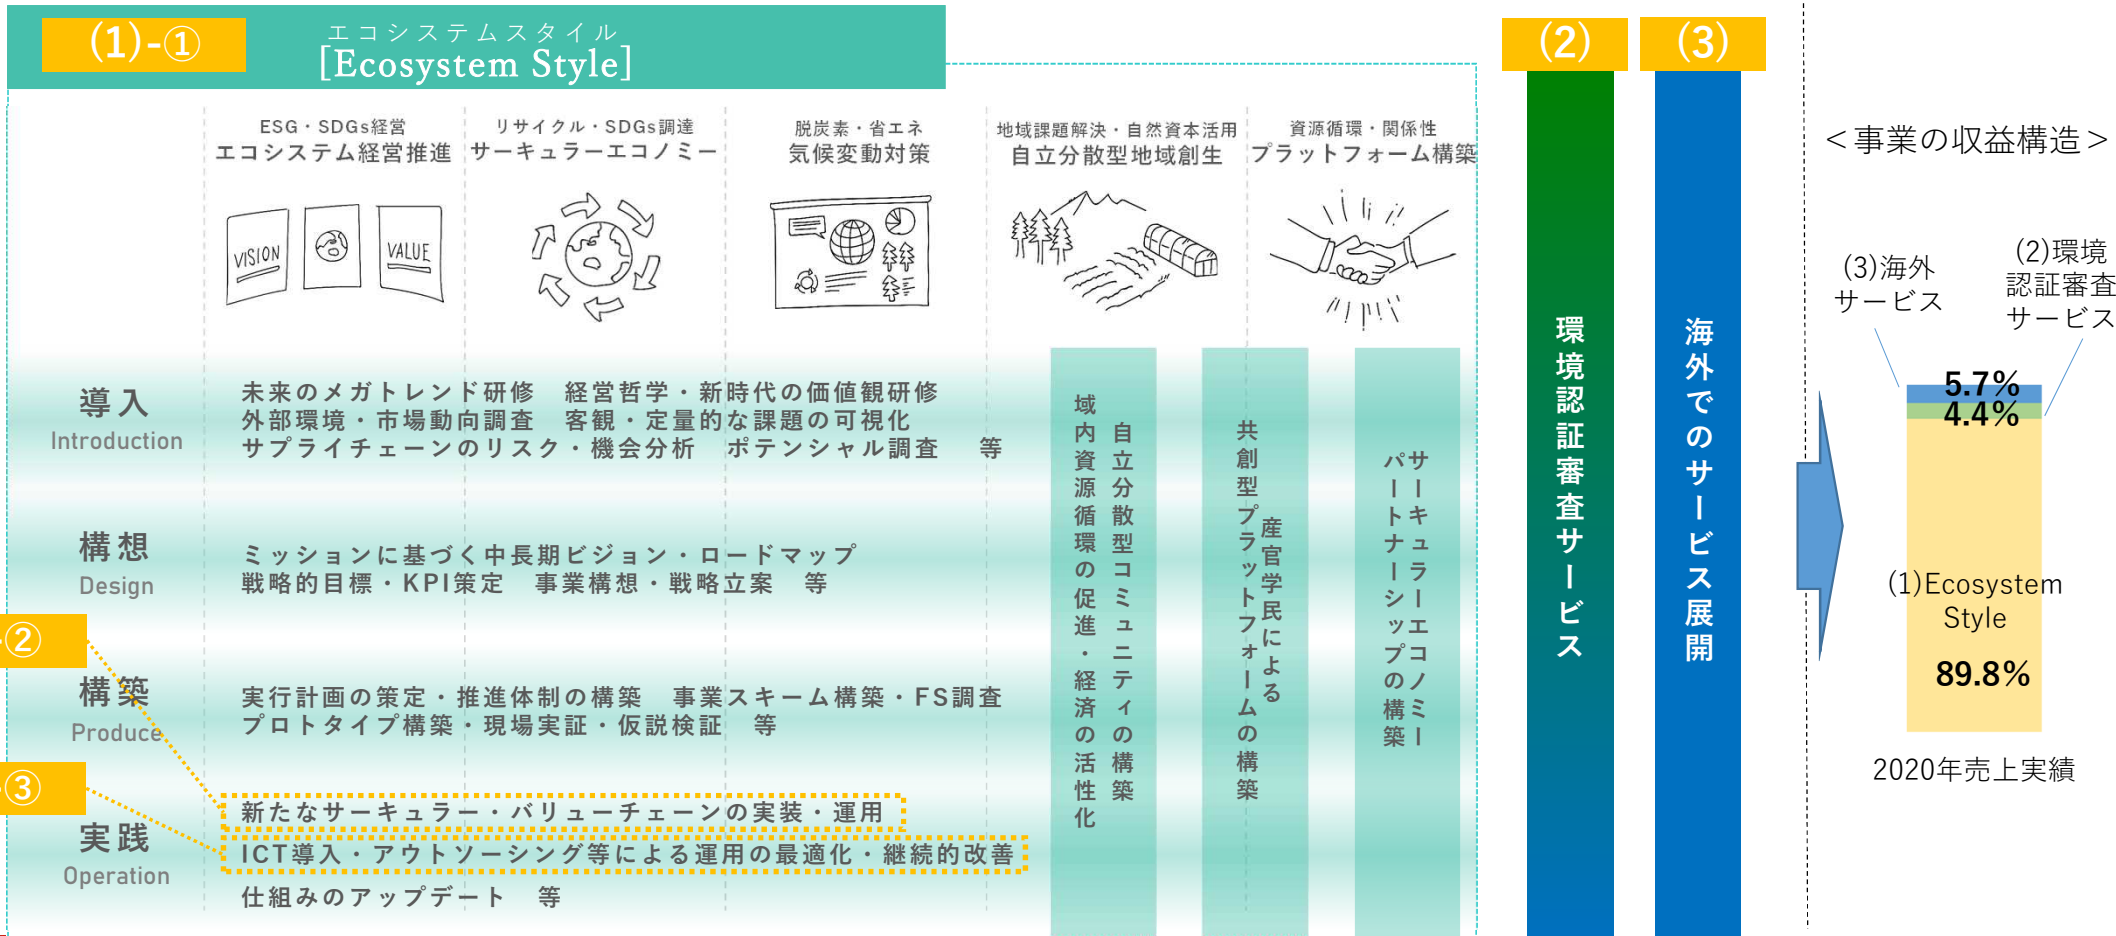 (1)-①
エコシステムスタイル
[Ecosystem Style]
(2)
(3)
ESG・SDGs経営
エコシステム経営推進
リサイクル・SDGs調達
サーキュラーエコノミー
脱炭素・省エネ
気候変動対策
地域課題解決・自然資本活用
自立分散型地域創生
資源循環・関係性
プラットフォーム構築
VISION
VALUE
導入
Introduction
未来のメガトレンド研修　経営哲学・新時代の価値観研修
外部環境・市場動向調査　客観・定量的な課題の可視化
サプライチェーンのリスク・機会分析　ポテンシャル調査　等
構想
Design
ミッションに基づく中長期ビジョン・ロードマップ
戦略的目標・KPI策定　事業構想・戦略立案　等
-②
構築
Produce
実行計画の策定・推進体制の構築　事業スキーム構築・FS調査
プロトタイプ構築・現場実証・仮説検証　等
-③
実践
Operation
新たなサーキュラー・バリューチェーンの実装・運用
ICT導入・アウトソーシング等による運用の最適化・継続的改善
仕組みのアップデート　等
自立分散型コミュニティの構築
域内資源循環の促進・経済の活性化
産官学民による
共創型プラットフォームの構築
サーキュラーエコノミー
パートナーシップの構築
環境認証審査サービス
海外でのサービス展開
＜事業の収益構造＞
(3)海外
サービス
(2)環境
認証審査
サービス
5.7%
4.4%
(1)Ecosystem
Style
89.8%
2020年売上実績